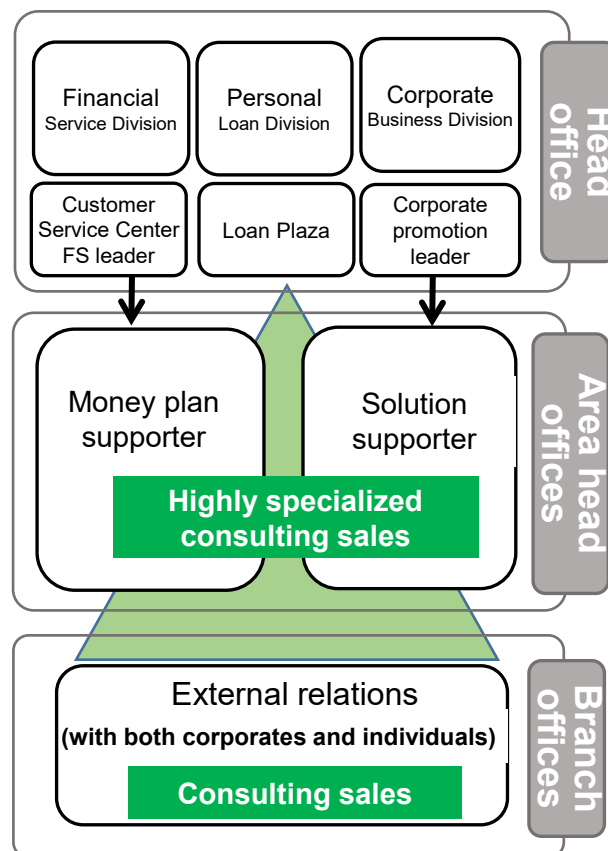 Financial
Service Division
Personal
Loan Division
Corporate
Business Division
Head
office
Customer
Service Center
FS leader
Loan Plaza
Corporate
promotion
leader
Money plan
supporter
Solution
supporter
Highly specialized
consulting sales
Area head
offices
External relations
(with both corporates and individuals)
Consulting sales
Branch
offices